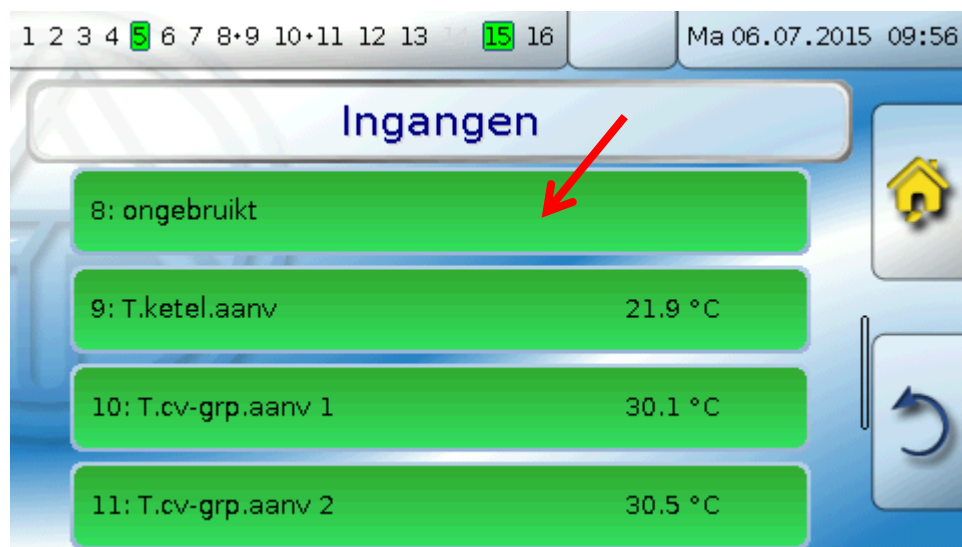 1 2 3 4 5 6 7 8•9 10•11 12 13 14 15 16 Ma 06.07.2015 09:56
Ingangen
8: ongebruikt
9: T.ketel.aanv 21.9 °C
10: T.cv-grp.aanv 1 30.1 °C
11: T.cv-grp.aanv 2 30.5 °C